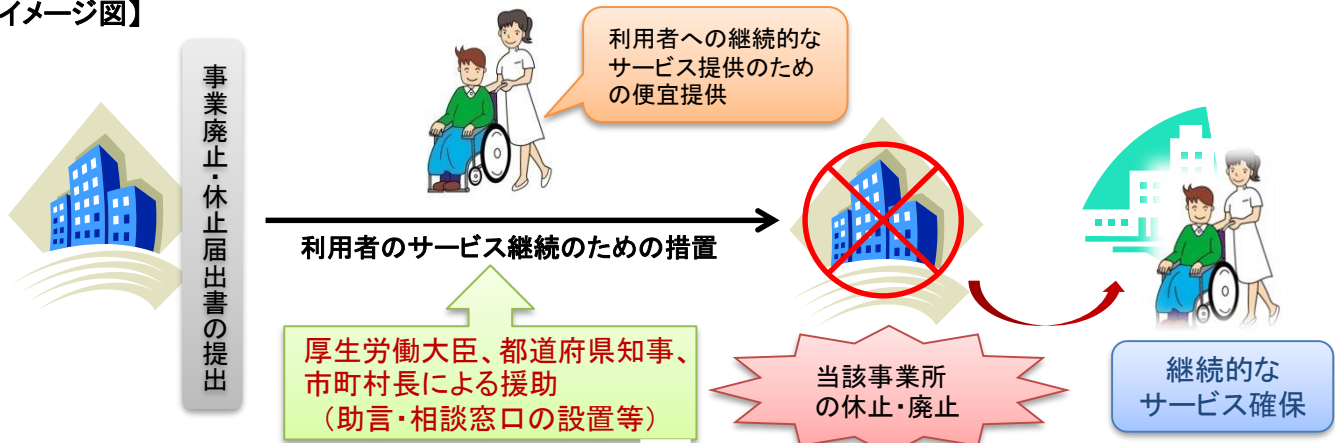 イメージ図】
事業廃止・休止届出書の提出
利用者への継続的な
サービス提供のため
の便宜提供
利用者のサービス継続のための措置
厚生労働大臣、都道府県知事、
市町村長による援助
（助言・相談窓口の設置等）
当該事業所
の休止・廃止
継続的な
サービス確保